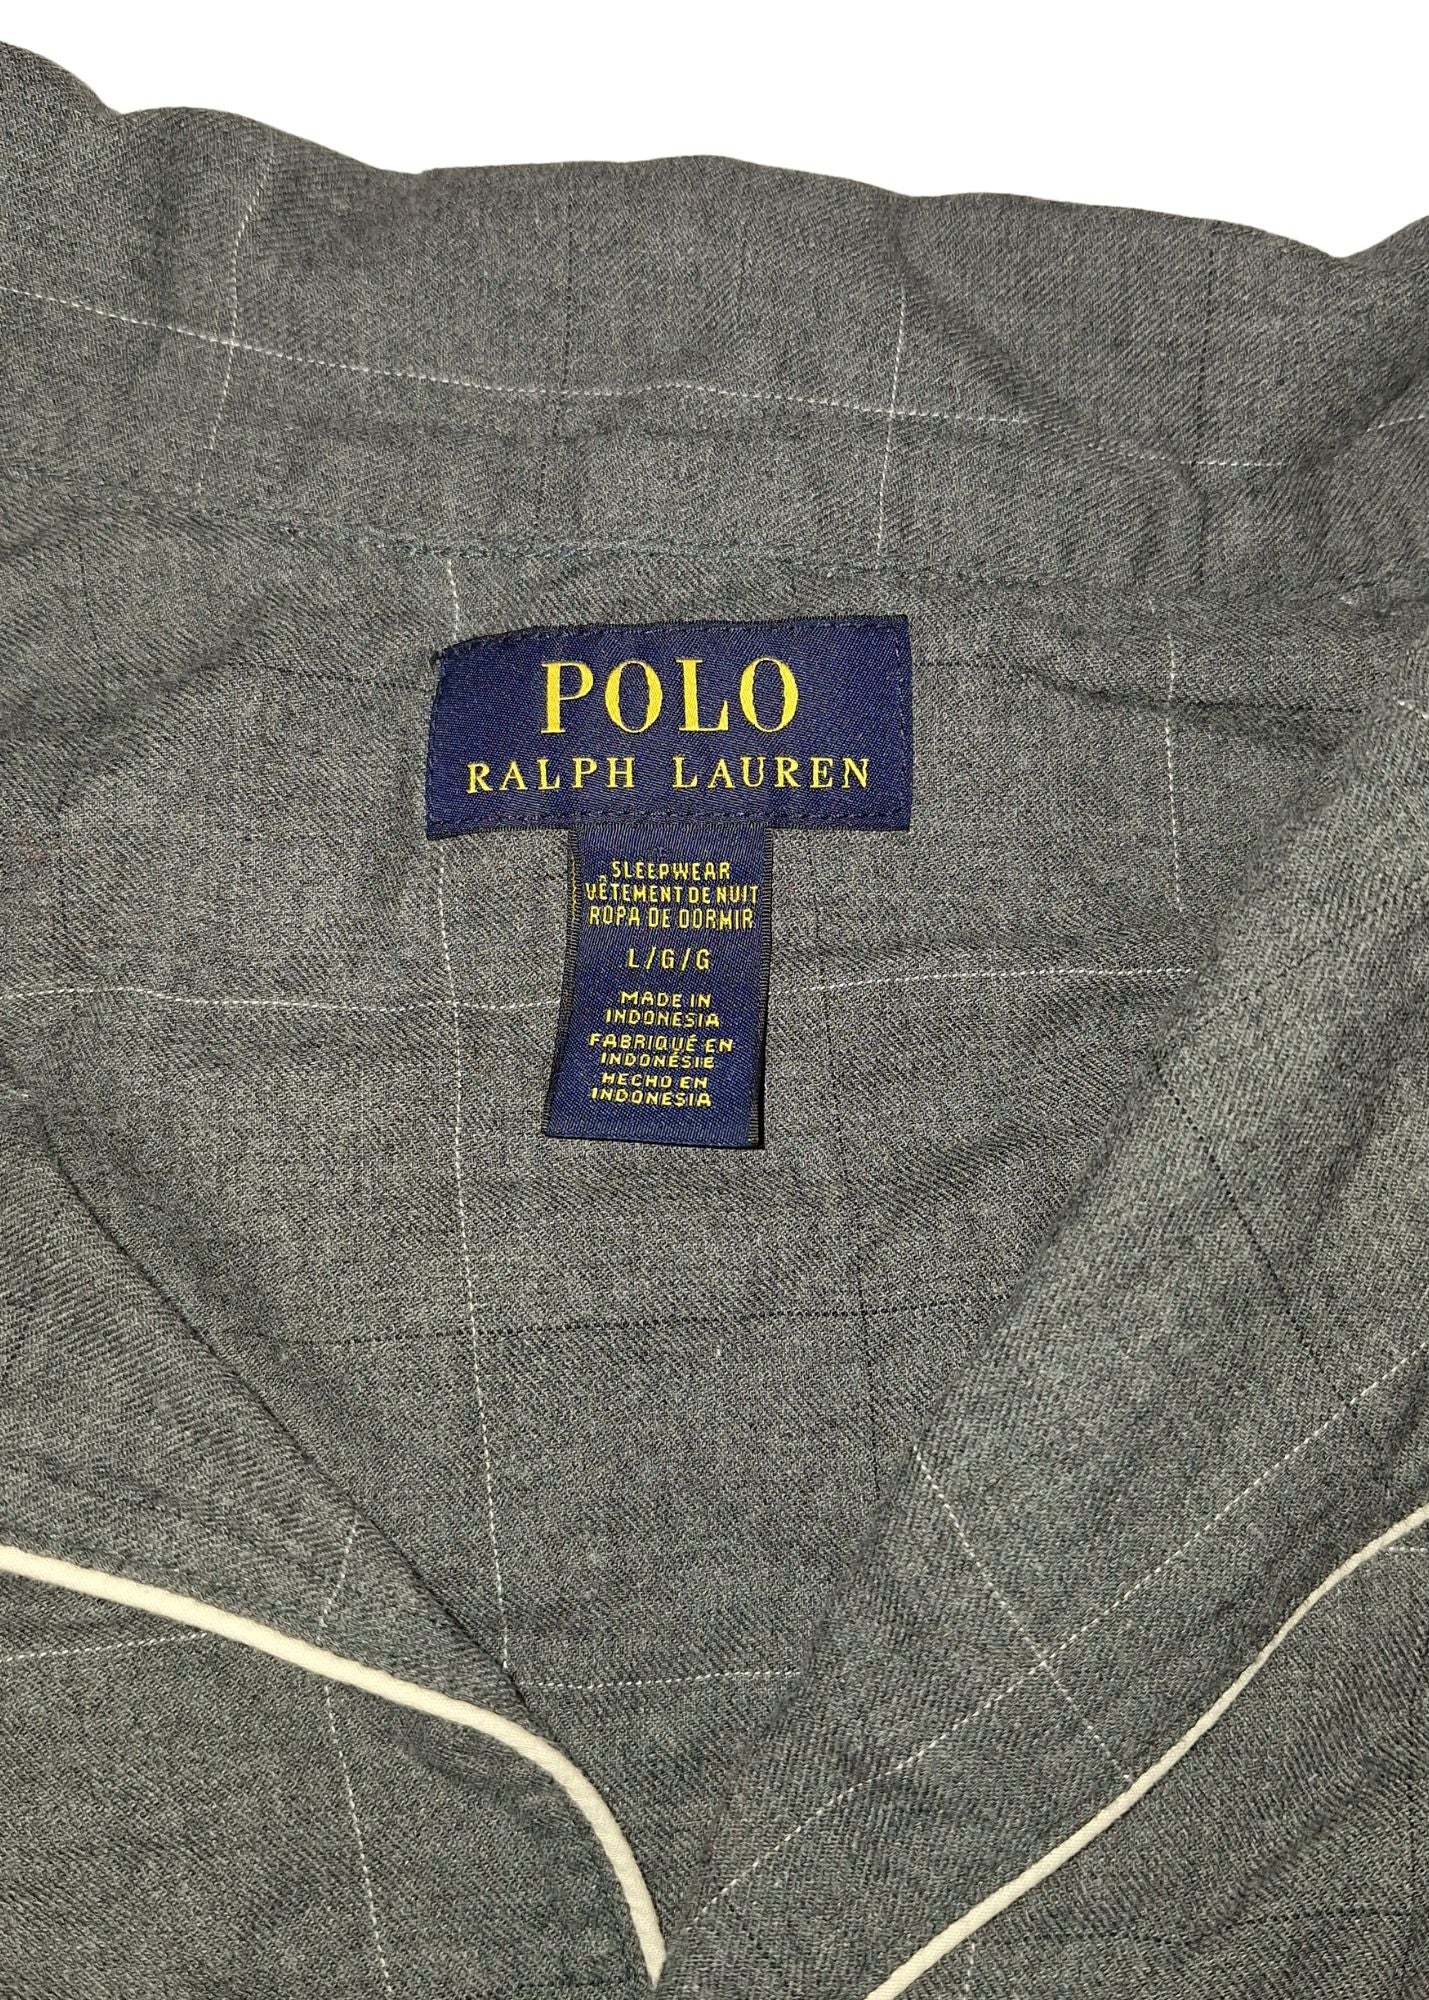 POLO
RALPH LAUREN
SLEEPWEAR
VÊTEMENT DE NUIT
ROPA DE DORMIR
L/G/G
MADE IN
INDONESIA
FABRIQUÉ EN
INDONÉSIE
HECHO EN
INDONESIA